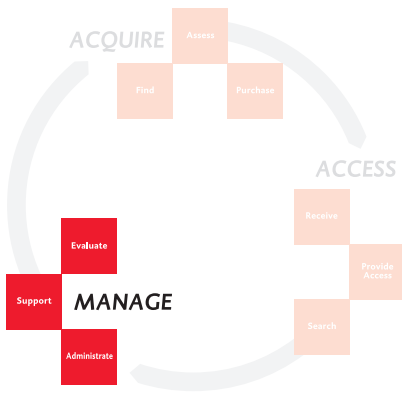 ACQUIRE
Assess
Find
Purchase
ACCESS
Receive
Provide
Access
Search
Evaluate
Support
MANAGE
Administrate